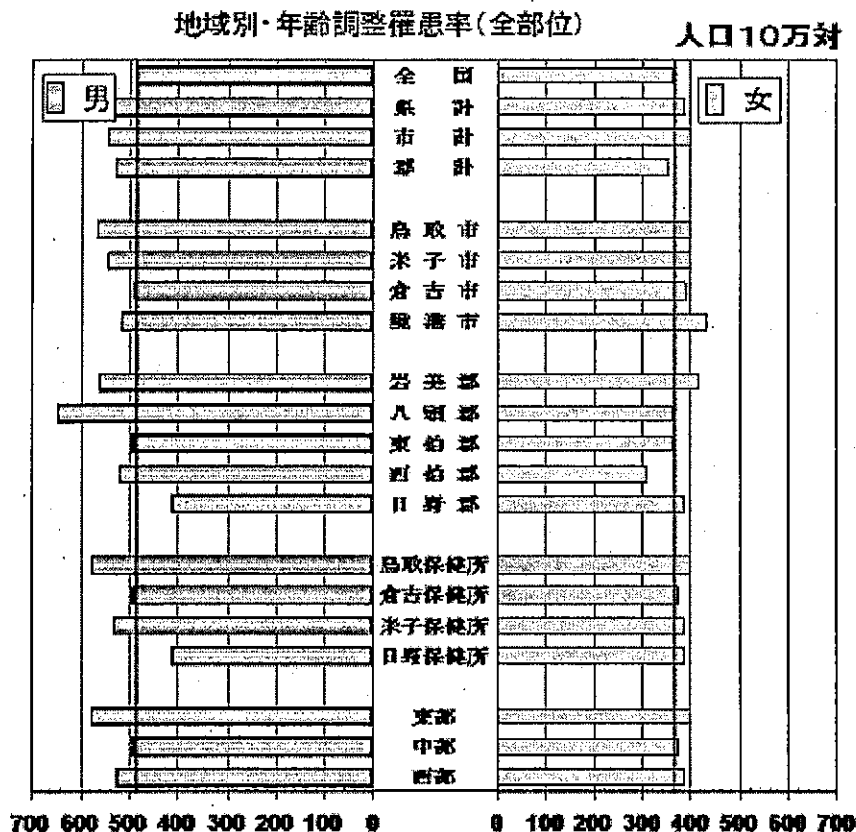 地域別・年齢調整罹患率(全部位)
人口10万対
男
女
全国
県計
市計
郡計
鳥取市
米子市
倉吉市
境港市
岩美郡
八頭郡
東伯郡
西伯郡
日野郡
鳥取保健所
倉吉保健所
米子保健所
日野保健所
東部
中部
西部
700 600 500 400 300 200 100 0
0 100 200 300 400 500 600 700